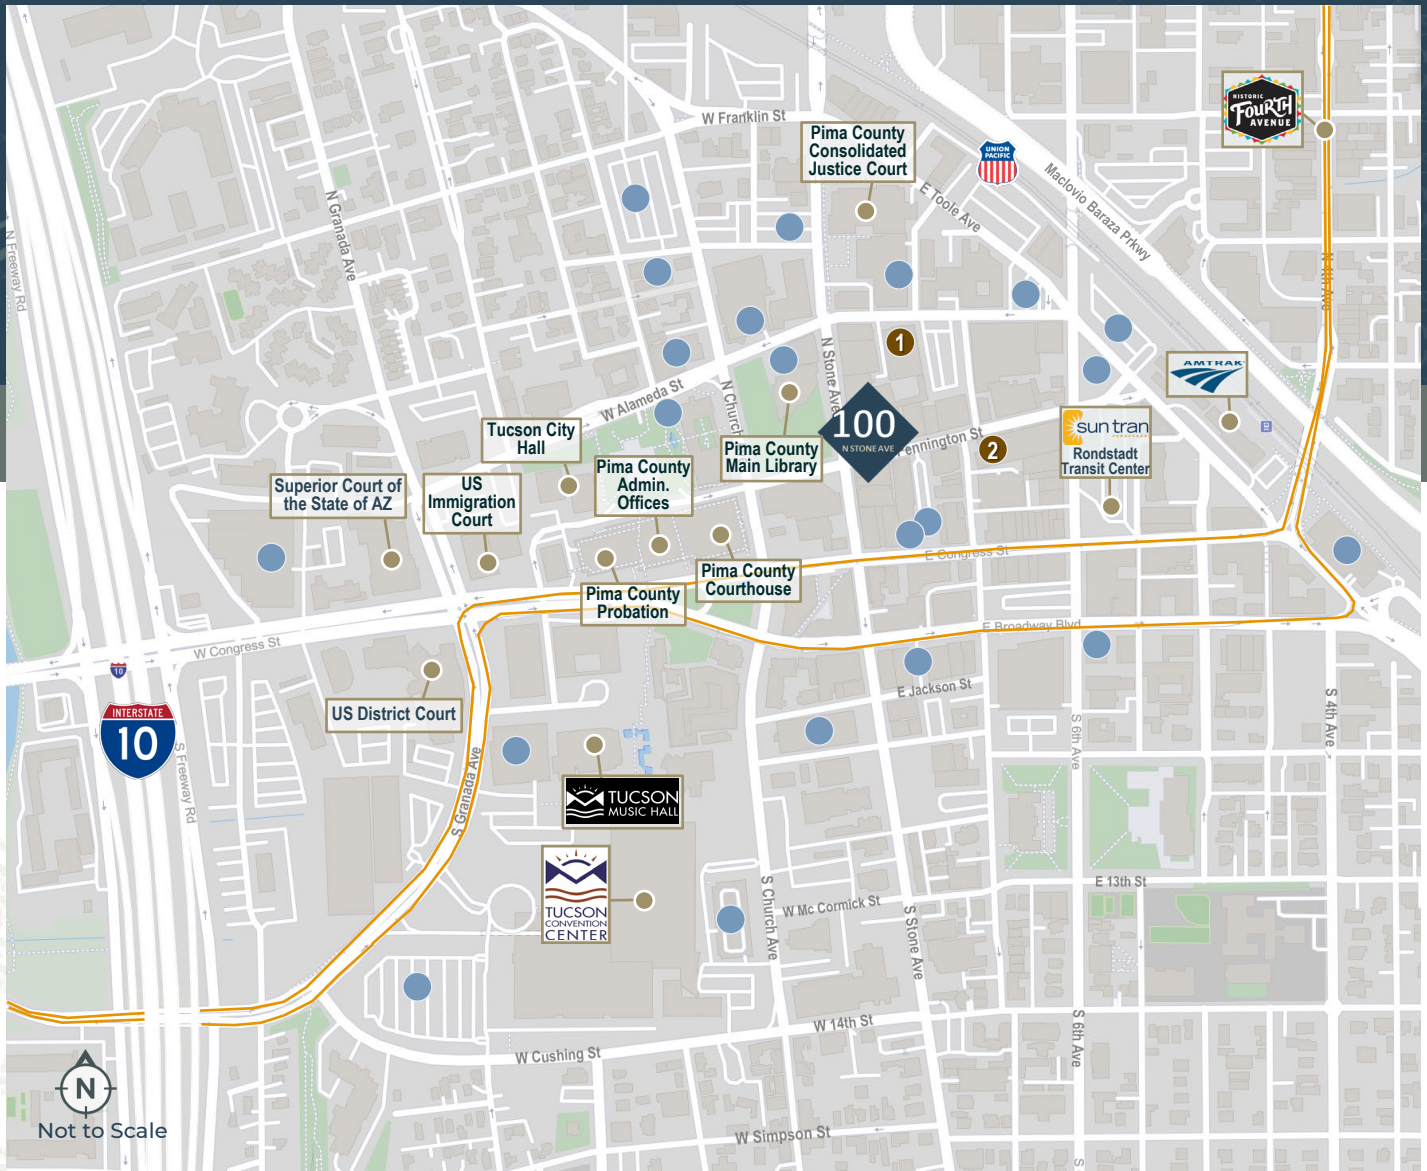 HISTORIC
FOURTH
AVENUE
W Franklin St
Pima County
Consolidated
Justice Court
UNION
PACIFIC
Maclovio Baraza Prkwy
E Toole Ave
N Granada Ave
N Freeway Rd
N 4th Ave
1
N Stone Ave
AMTRAK
W Alameda St
N Church
100
N STONE AVE
Pennington St
2
sun tran
Rondstadt
Transit Center
Tucson City
Hall
Pima County
Main Library
Pima County
Admin.
Offices
Superior Court of
the State of AZ
US
Immigration
Court
E Congress St
Pima County
Courthouse
Pima County
Probation
E Broadway Blvd
W Congress St
10
E Jackson St
US District Court
INTERSTATE
10
S Freeway Rd
S Granada Ave
S 6th Ave
S 4th Ave
TUCSON
MUSIC HALL
TUCSON
CONVENTION
CENTER
E 13th St
S Church Ave
W Mc Cormick St
S Stone Ave
W 14th St
S 6th Ave
W Cushing St
N
Not to Scale
W Simpson St
S